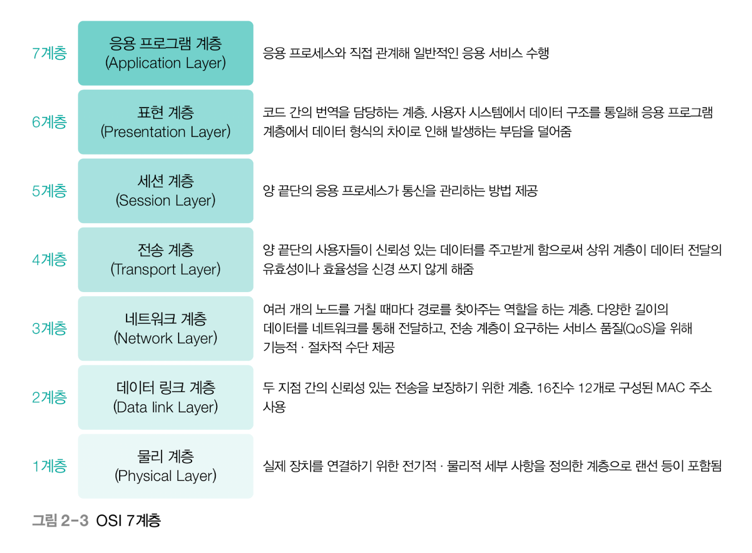 7계층
응용 프로그램 계층
(Application Layer)
응용 프로세스와 직접 관계해 일반적인 응용 서비스 수행
6계층
표현 계층
(Presentation Layer)
코드 간의 번역을 담당하는 계층. 사용자 시스템에서 데이터 구조를 통일해 응용 프로그램
계층에서 데이터 형식의 차이로 인해 발생하는 부담을 덜어줌
5계층
세션 계층
(Session Layer)
양 끝단의 응용 프로세스가 통신을 관리하는 방법 제공
4계층
전송 계층
(Transport Layer)
양 끝단의 사용자들이 신뢰성 있는 데이터를 주고받게 함으로써 상위 계층이 데이터 전달의
유효성이나 효율성을 신경 쓰지 않게 해줌
3계층
네트워크 계층
(Network Layer)
여러 개의 노드를 거칠 때마다 경로를 찾아주는 역할을 하는 계층. 다양한 길이의
데이터를 네트워크를 통해 전달하고, 전송 계층이 요구하는 서비스 품질(QoS)을 위해
기능적 · 절차적 수단 제공
2계층
데이터 링크 계층
(Data link Layer)
두 지점 간의 신뢰성 있는 전송을 보장하기 위한 계층. 16진수 12개로 구성된 MAC 주소
사용
1계층
물리 계층
(Physical Layer)
실제 장치를 연결하기 위한 전기적 · 물리적 세부 사항을 정의한 계층으로 랜선 등이 포함됨
그림 2-3 OSI 7계층